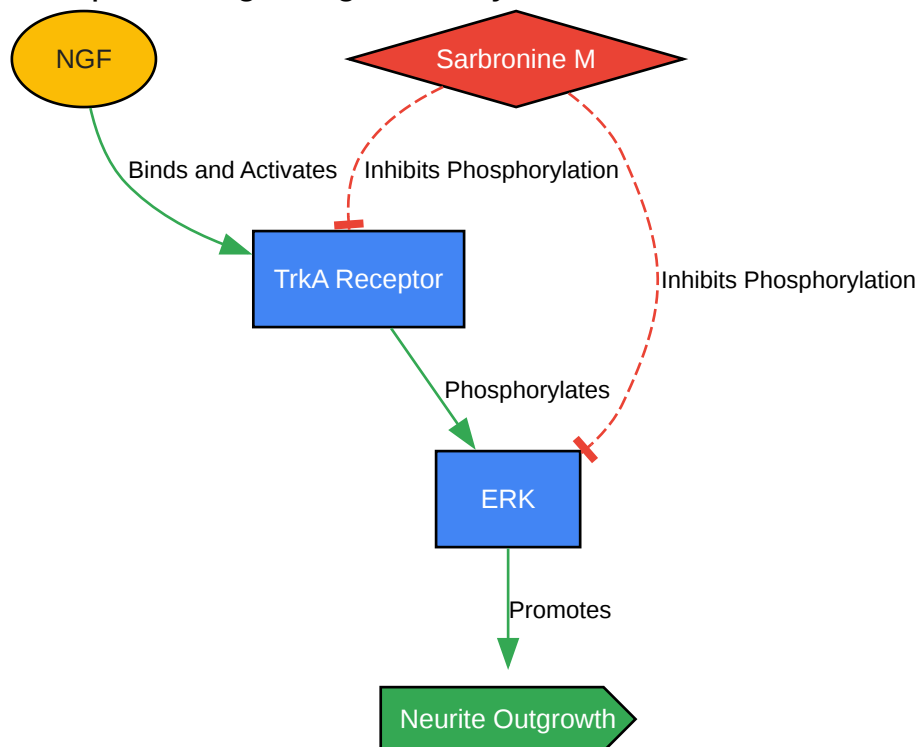 NGF
Sarbronine M
Binds and Activates
Inhibits Phosphorylation
TrkA Receptor
Inhibits Phosphorylation
Phosphorylates
ERK
Promotes
Neurite Outgrowth